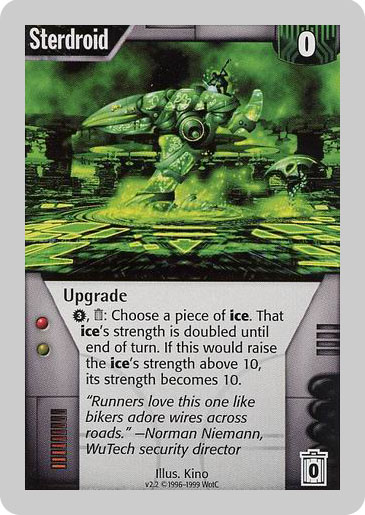 Sterdroid
0
Upgrade
3, : Choose a piece of ice. That
ice's strength is doubled until
end of turn. If this would raise
the ice's strength above 10,
its strength becomes 10.
"Runners love this one like
bikers adore wires across
roads." –Norman Niemann,
WuTech security director
Illus. Kino
v2.2 ©1996–1999 WotC
0